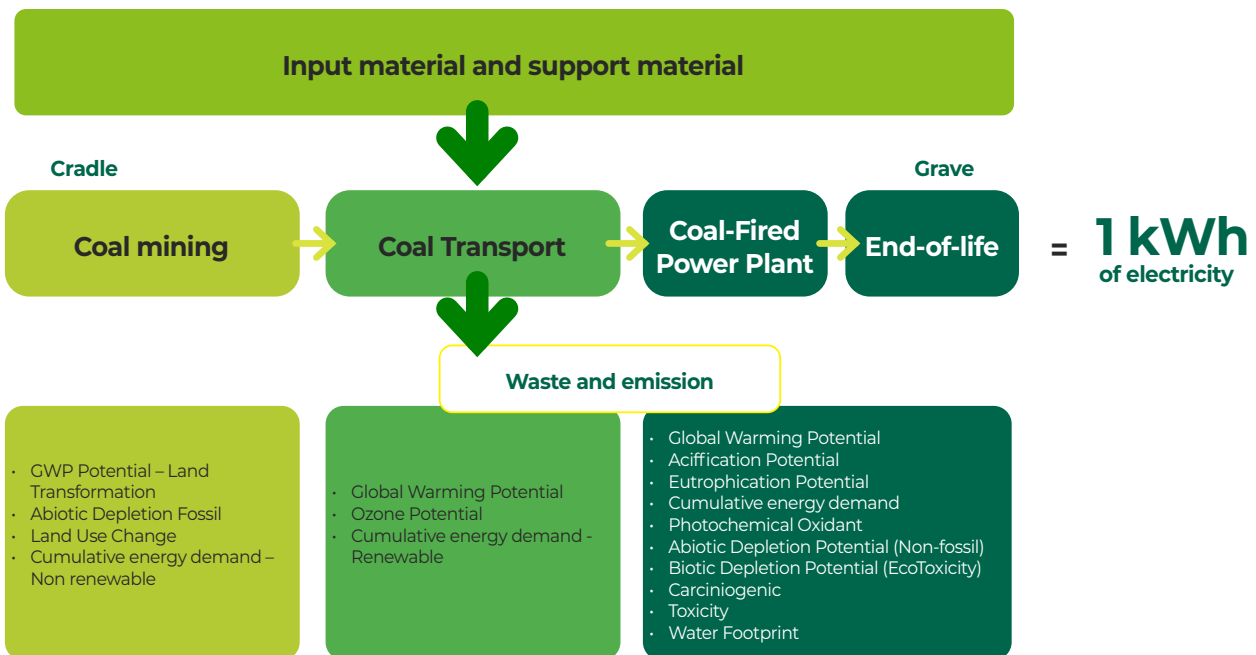 Input material and support material
Cradle
Grave
Coal mining
Coal Transport
Coal-Fired
Power Plant
End-of-life
=
1 kWh
of electricity
Waste and emission
• GWP Potential – Land
Transformation
• Abiotic Depletion Fossil
• Land Use Change
• Cumulative energy demand –
Non renewable
• Global Warming Potential
• Ozone Potential
• Cumulative energy demand -
Renewable
• Global Warming Potential
• Aciffication Potential
• Eutrophication Potential
• Cumulative energy demand
• Photochemical Oxidant
• Abiotic Depletion Potential (Non-fossil)
• Biotic Depletion Potential (EcoToxicity)
• Carciniogenic
• Toxicity
• Water Footprint